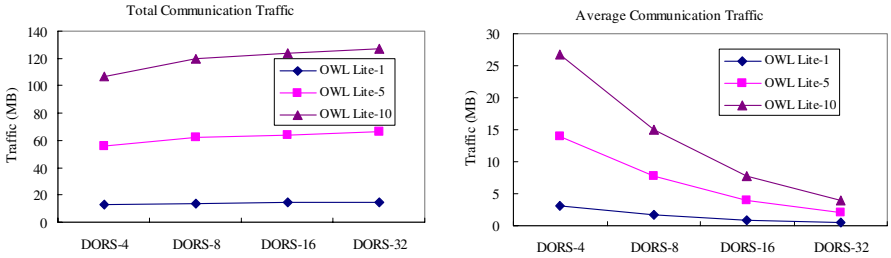 Total Communication Traffic
140
120
100
80
60
40
20
0
Traffic (MB)
OWL Lite-1
OWL Lite-5
OWL Lite-10
DORS-4 DORS-8 DORS-16 DORS-32
Average Communication Traffic
30
25
20
15
10
5
0
Traffic (MB)
OWL Lite-1
OWL Lite-5
OWL Lite-10
DORS-4 DORS-8 DORS-16 DORS-32